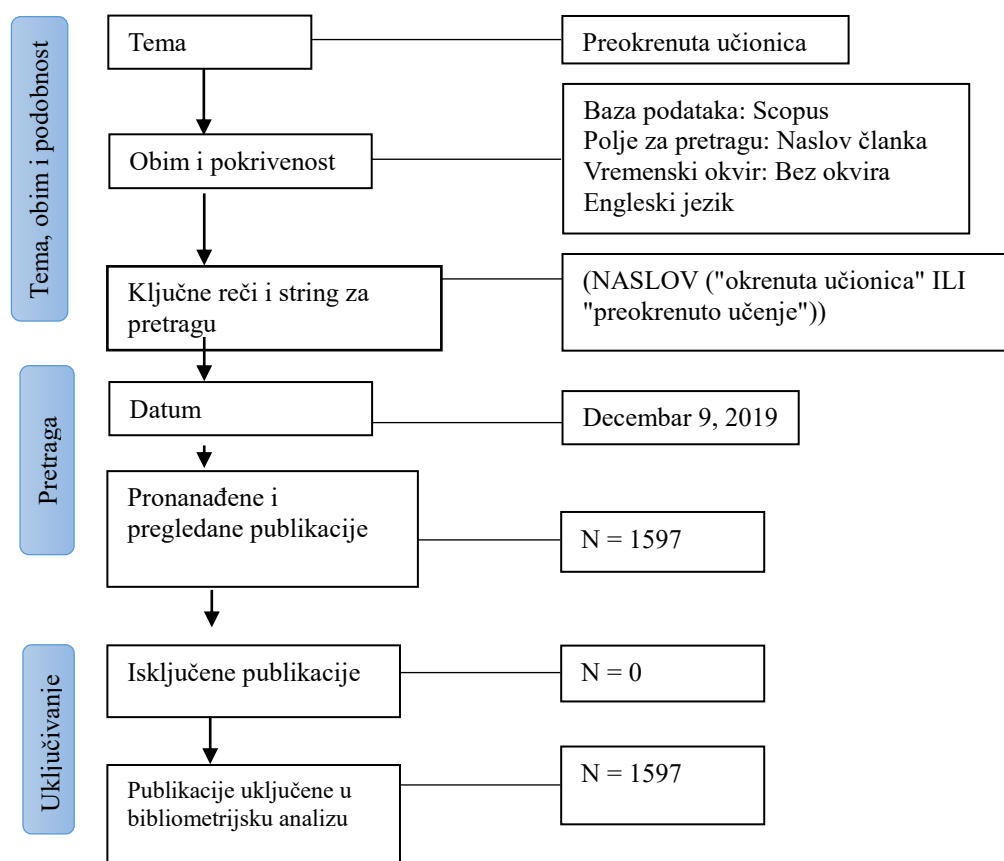 Tema, obim i podobnost
Tema
Preokrenuta učionica
Obim i pokrivenost
Baza podataka: Scopus
Polje za pretragu: Naslov članka
Vremenski okvir: Bez okvira
Engleski jezik
Ključne reči i string za
pretragu
(NASLOV ("okrenuta učionica" ILI
"preokrenuto učenje"))
Pretraga
Datum
Decembar 9, 2019
Pronanađene i
pregledane publikacije
N = 1597
Uključivanje
Isključene publikacije
N = 0
Publikacije uključene u
bibliometrijsku analizu
N = 1597